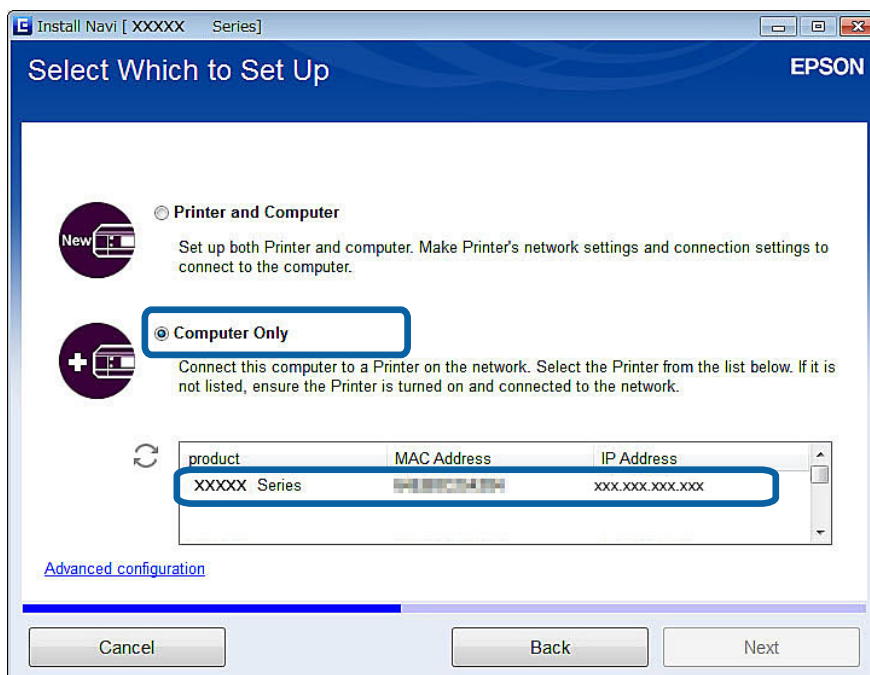 Install Navi [ XXXXX Series]
Select Which to Set Up
EPSON
New
Printer and Computer
Set up both Printer and computer. Make Printer's network settings and connection settings to
connect to the computer.
Computer Only
Connect this computer to a Printer on the network. Select the Printer from the list below. If it is
not listed, ensure the Printer is turned on and connected to the network.
product MAC Address IP Address
XXXXX Series xxx.xxx.xxx.xxx
Advanced configuration
Cancel Back Next